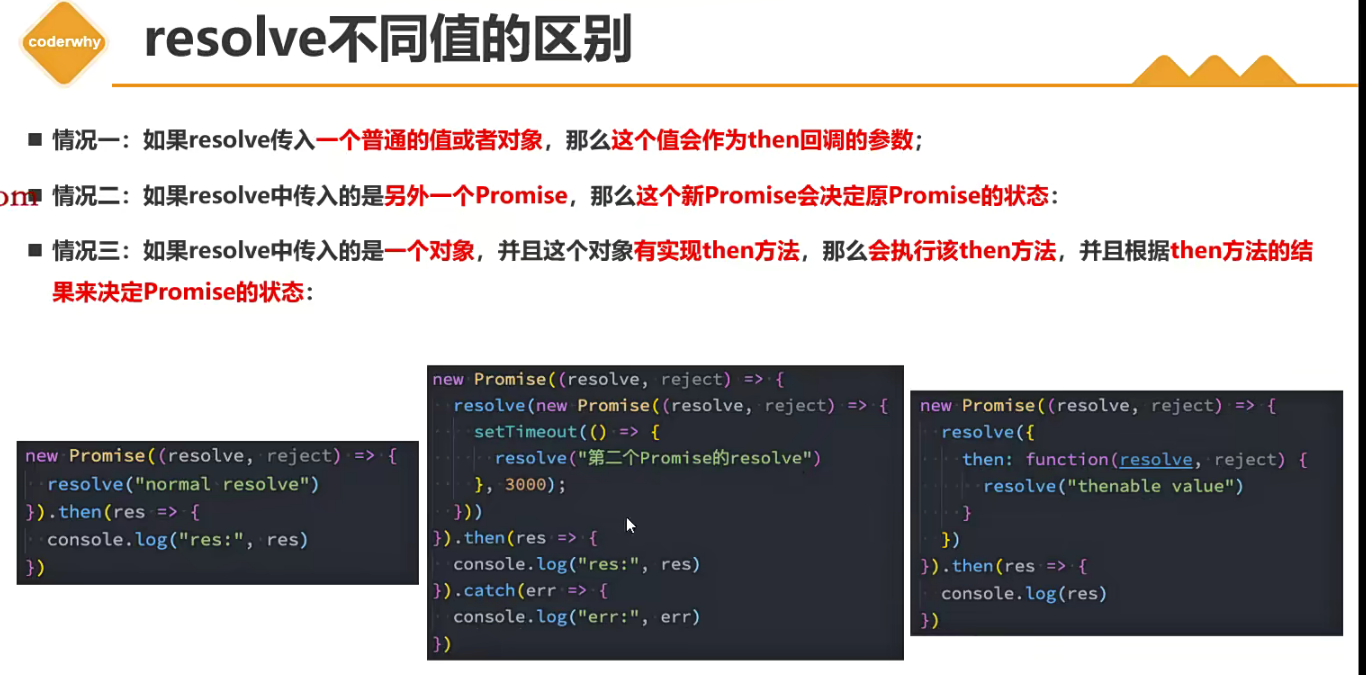 coderwhy
resolve不同值的区别
om
情况一：如果resolve传入一个普通的值或者对象，那么这个值会作为then回调的参数；
情况二：如果resolve中传入的是另外一个Promise，那么这个新Promise会决定原Promise的状态：
情况三：如果resolve中传入的是一个对象，并且这个对象有实现then方法，那么会执行该then方法，并且根据then方法的结
果来决定Promise的状态：
new Promise((resolve, reject) => {
resolve("normal resolve")
}).then(res => {
console.log("res:", res)
})
new Promise((resolve, reject) => {
resolve(new Promise((resolve, reject) => {
setTimeout(() => {
resolve("第二个Promise的resolve")
}, 3000);
}))
}).then(res => {
console.log("res:", res)
}).catch(err => {
console.log("err:", err)
})
new Promise((resolve, reject) => {
resolve({
then: function(resolve, reject) {
resolve("thenable value")
}
})
}).then(res => {
console.log(res)
})